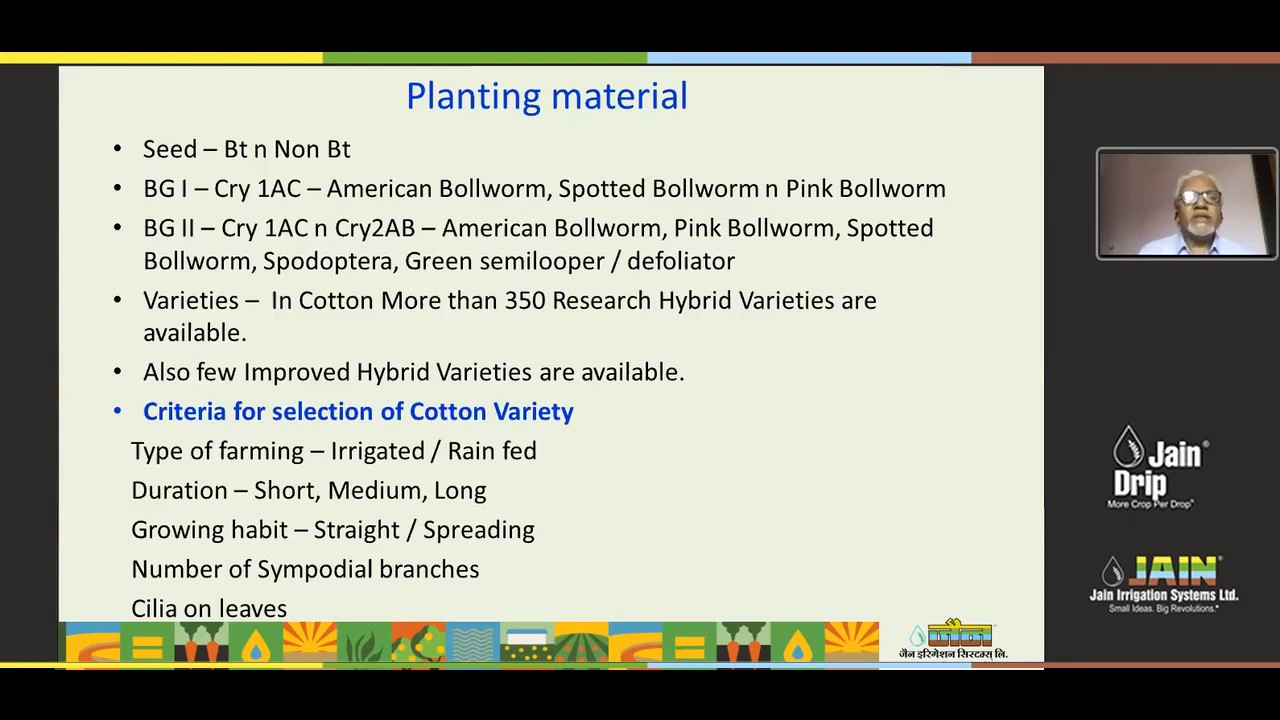 Planting material
• Seed – Bt n Non Bt
• BG I – Cry 1AC – American Bollworm, Spotted Bollworm n Pink Bollworm
• BG II – Cry 1AC n Cry2AB – American Bollworm, Pink Bollworm, Spotted
Bollworm, Spodoptera, Green semilooper / defoliator
• Varieties – In Cotton More than 350 Research Hybrid Varieties are
available.
• Also few Improved Hybrid Varieties are available.
• Criteria for selection of Cotton Variety
Type of farming – Irrigated / Rain fed
Duration – Short, Medium, Long
Growing habit – Straight / Spreading
Number of Sympodial branches
Cilia on leaves
जैन
जैन इरिगेशन सिस्टम्स् लि.
Jain®
Drip
More Crop Per Drop®
JAIN®
Jain Irrigation Systems Ltd.
Small Ideas. Big Revolutions.®